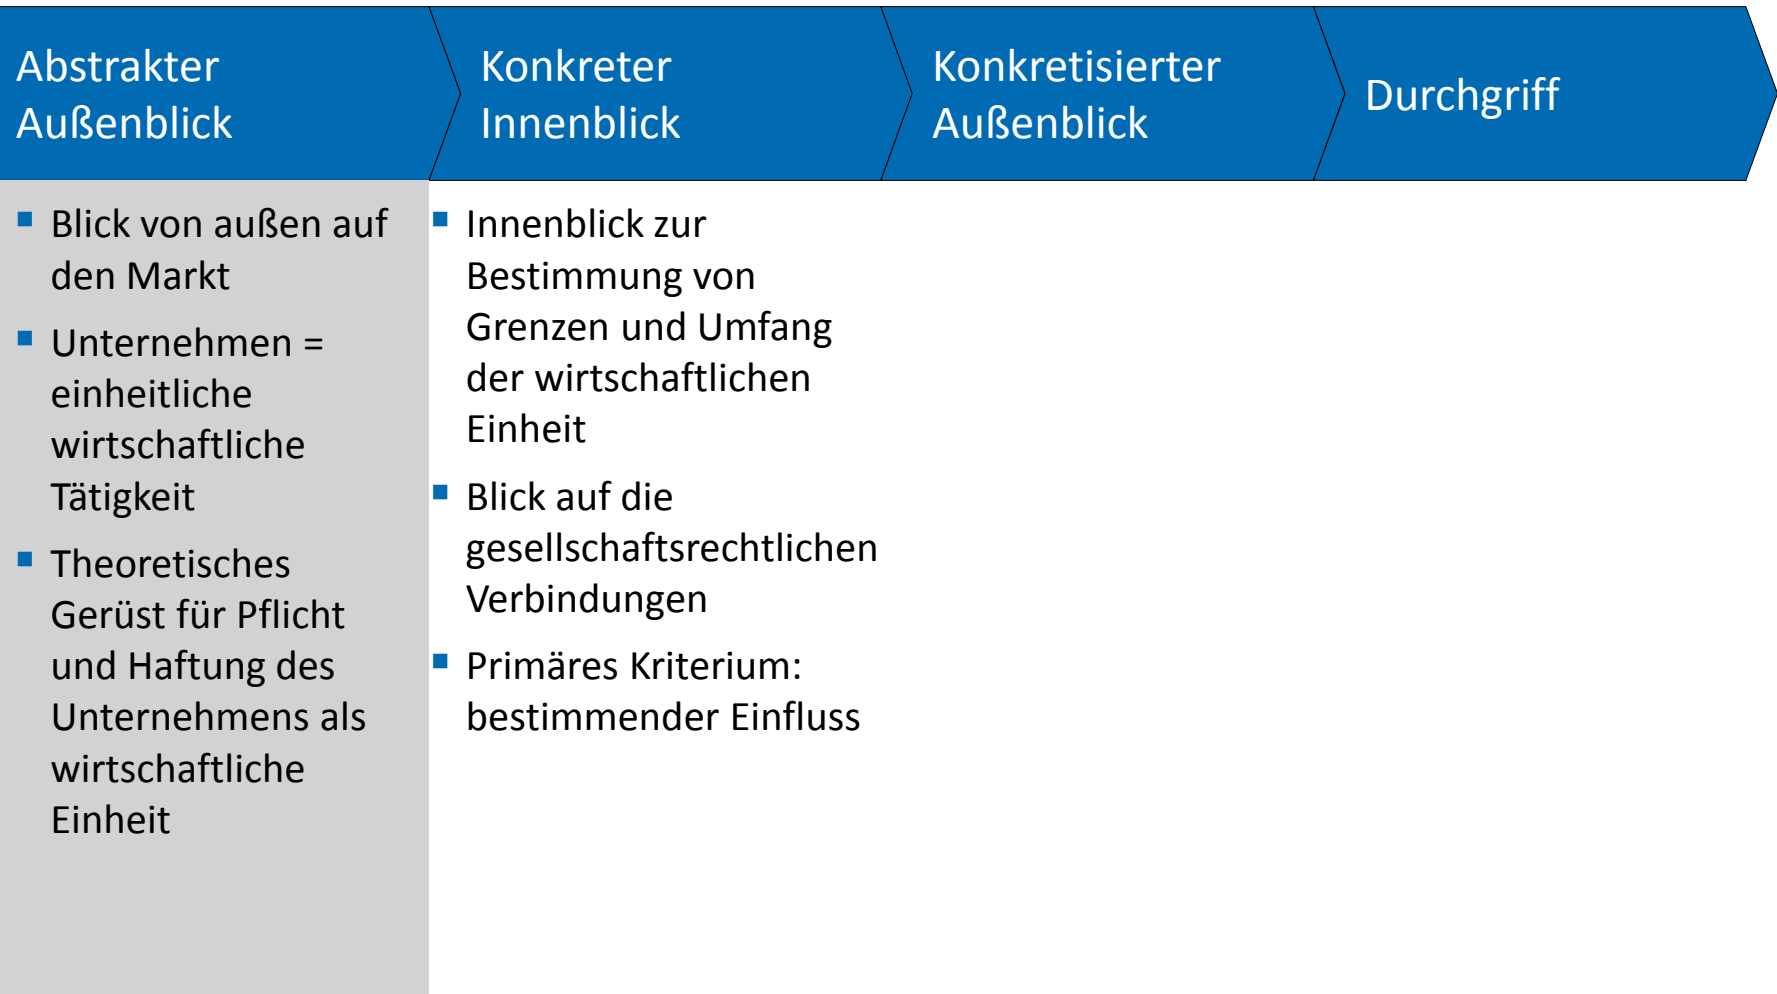 Abstrakter
Außenblick
Konkreter
Innenblick
Konkretisierter
Außenblick
Durchgriff
Blick von außen auf
den Markt
Unternehmen =
einheitliche
wirtschaftliche
Tätigkeit
Theoretisches
Gerüst für Pflicht
und Haftung des
Unternehmens als
wirtschaftliche
Einheit
Innenblick zur
Bestimmung von
Grenzen und Umfang
der wirtschaftlichen
Einheit
Blick auf die
gesellschaftsrechtlichen
Verbindungen
Primäres Kriterium:
bestimmender Einfluss